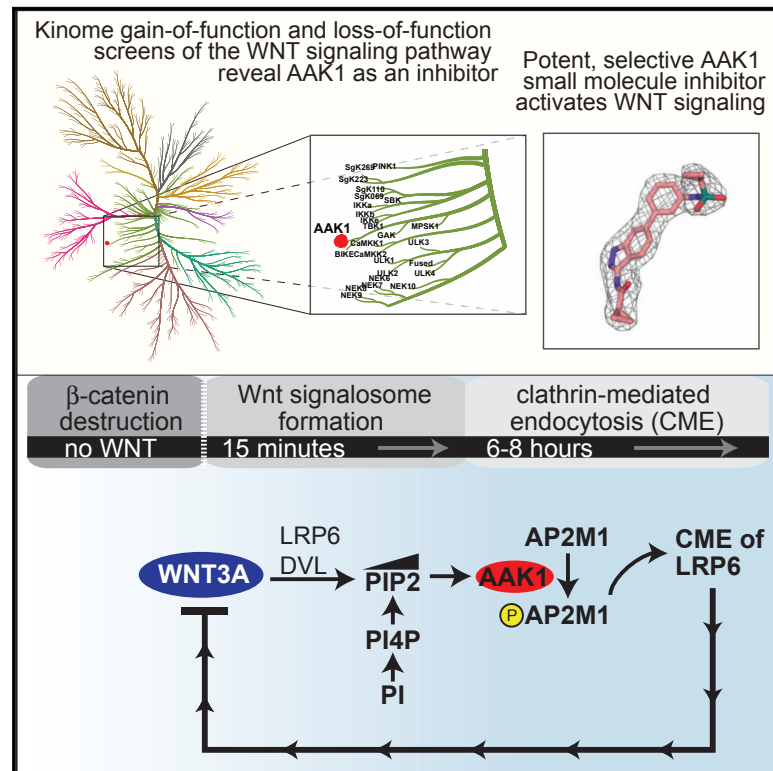 Kinome gain-of-function and loss-of-function
screens of the WNT signaling pathway
reveal AAK1 as an inhibitor
Potent, selective AAK1
small molecule inhibitor
activates WNT signaling
SgK269 PINK1
SgK223
SgK110
SgK069
SBK
IKKa
IKKb
IKKe
TBK1
MPSK1
AAK1
GAK
CaMKK1
ULK3
BIKE CaMKK2
ULK1
Fused
ULK2
ULK4
NEK6
NEK7
NEK10
NEK8
NEK9
β-catenin
destruction
no WNT
Wnt signalosome
formation
15 minutes
clathrin-mediated
endocytosis (CME)
6-8 hours
WNT3A
LRP6
DVL
PIP2
PI4P
PI
AAK1
AP2M1
P AP2M1
CME of
LRP6